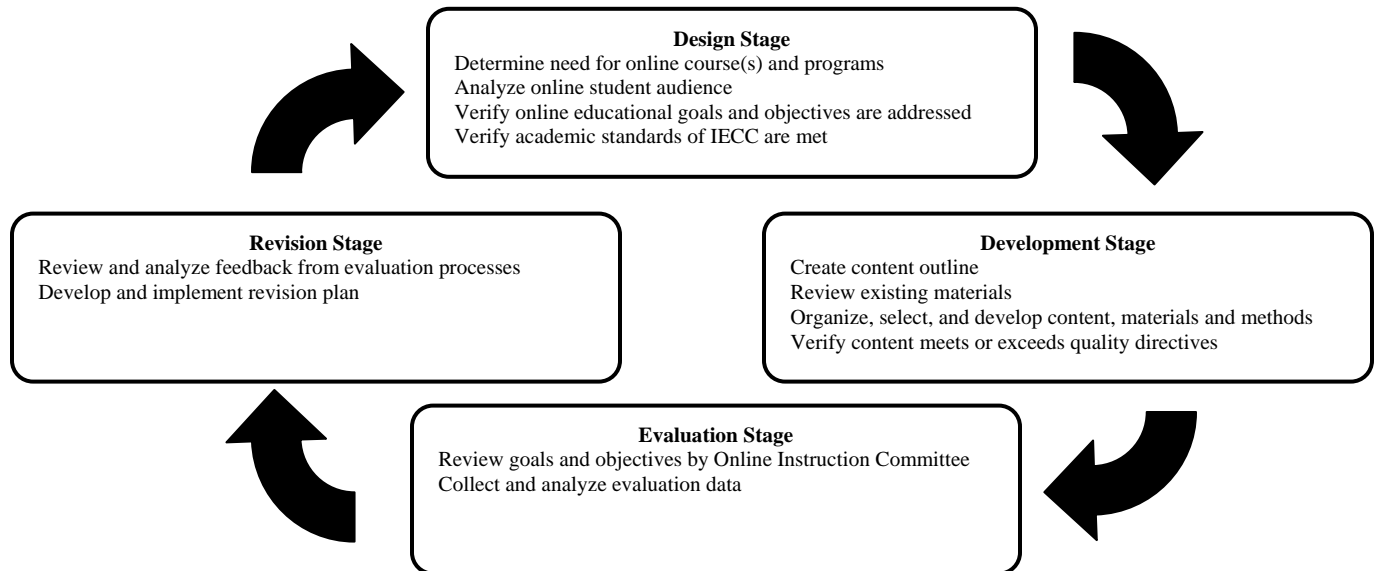 Design Stage
Determine need for online course(s) and programs
Analyze online student audience
Verify online educational goals and objectives are addressed
Verify academic standards of IECC are met
Revision Stage
Review and analyze feedback from evaluation processes
Develop and implement revision plan
Development Stage
Create content outline
Review existing materials
Organize, select, and develop content, materials and methods
Verify content meets or exceeds quality directives
Evaluation Stage
Review goals and objectives by Online Instruction Committee
Collect and analyze evaluation data